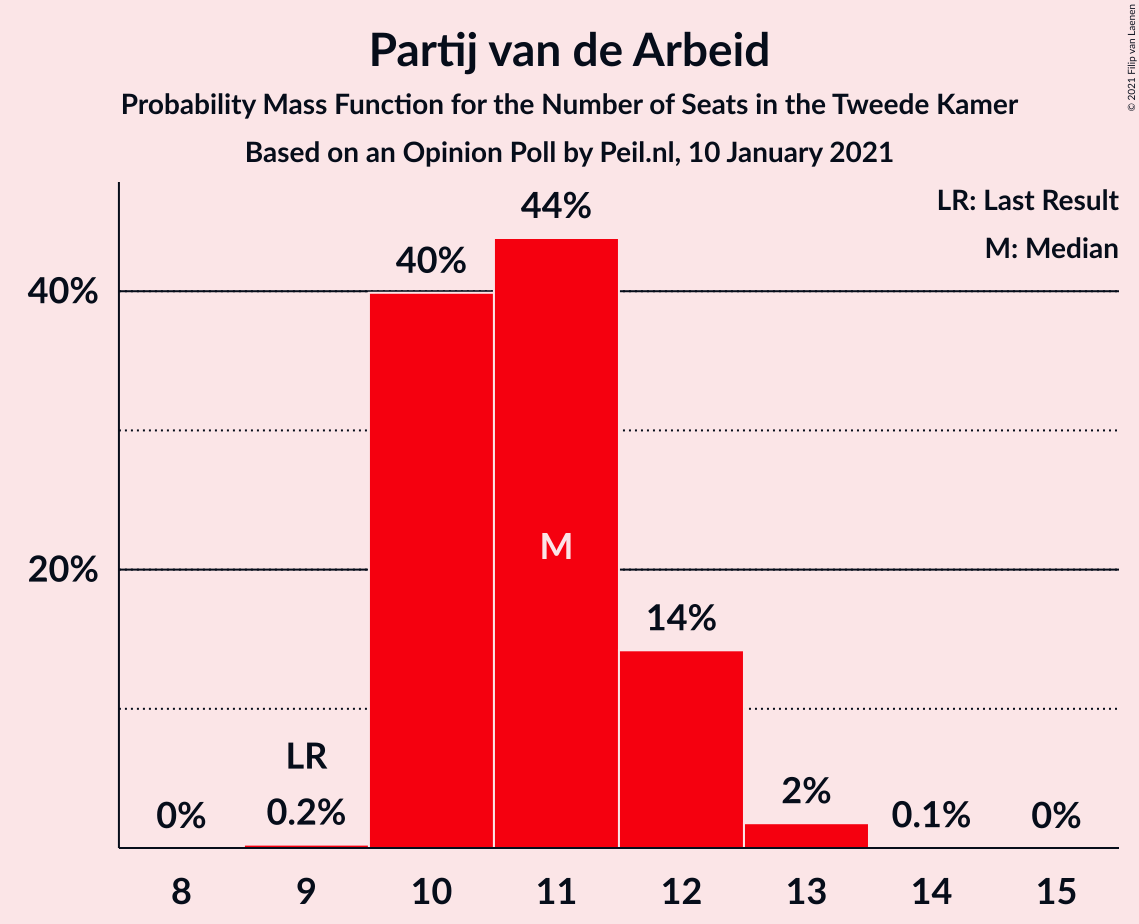 Partij van de Arbeid
Probability Mass Function for the Number of Seats in the Tweede Kamer
Based on an Opinion Poll by Peil.nl, 10 January 2021
© 2021 Filip van Laenen
LR: Last Result
M: Median
44%
40%
40%
M
20%
14%
LR
0%
0.2%
2%
0.1%
0%
8 9 10 11 12 13 14 15